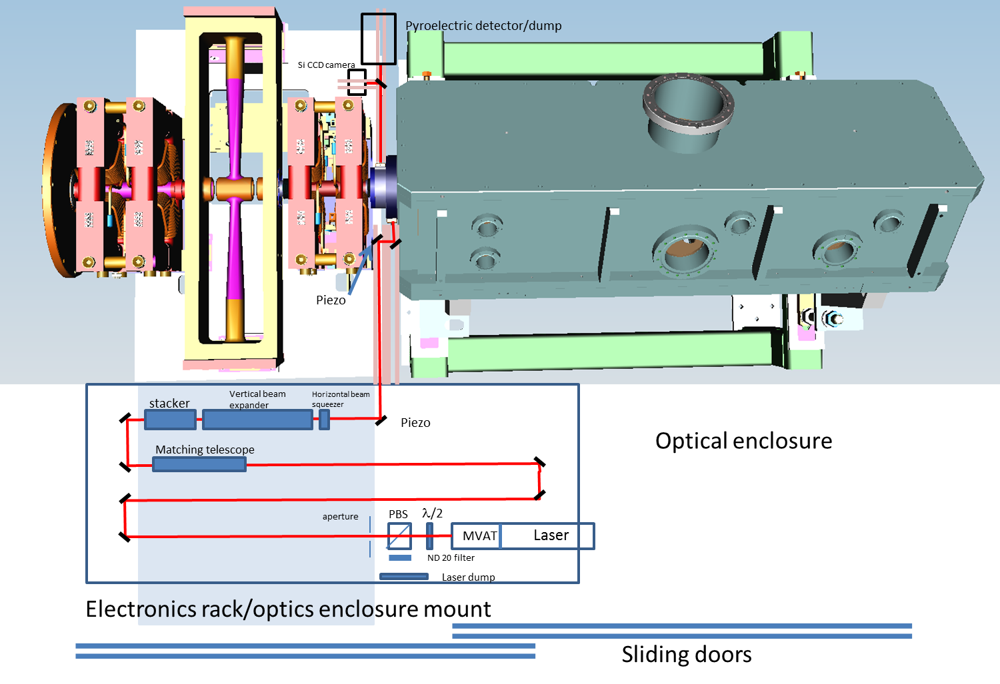 Pyroelectric detector/dump
Si CCD camera
Piezo
stacker
Vertical beam
expander
Horizontal beam
squeezer
Piezo
Matching telescope
Optical enclosure
aperture
PBS
λ/2
MVAT
Laser
ND 20 filter
Laser dump
Electronics rack/optics enclosure mount
Sliding doors